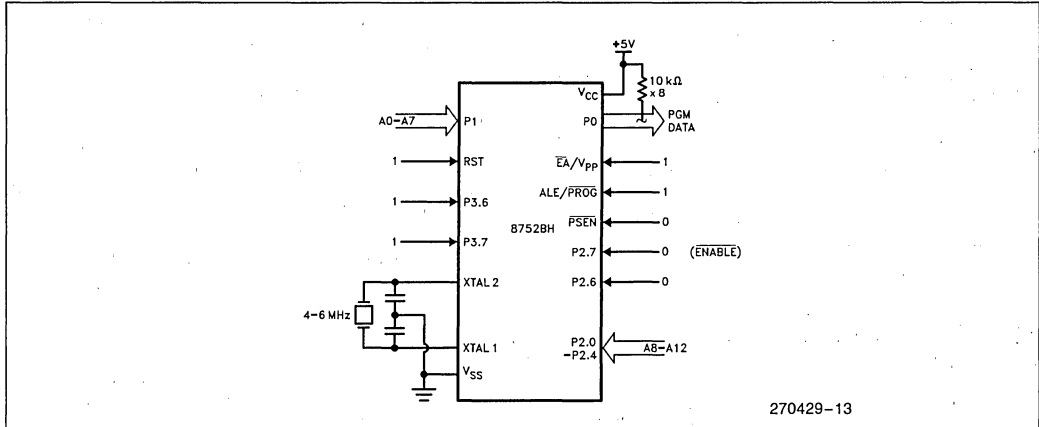 +5V
10 kΩ
x 8
VCC
A0-A7
P1
P0
PGM
DATA
1
RST
EA/VPP
1
ALE/PROG
1
1
P3.6
PSEN
0
8752BH
1
P3.7
P2.7
0
(ENABLE)
XTAL 2
P2.6
0
4-6 MHz
XTAL 1
P2.0
-P2.4
A8-A12
VSS
270429-13